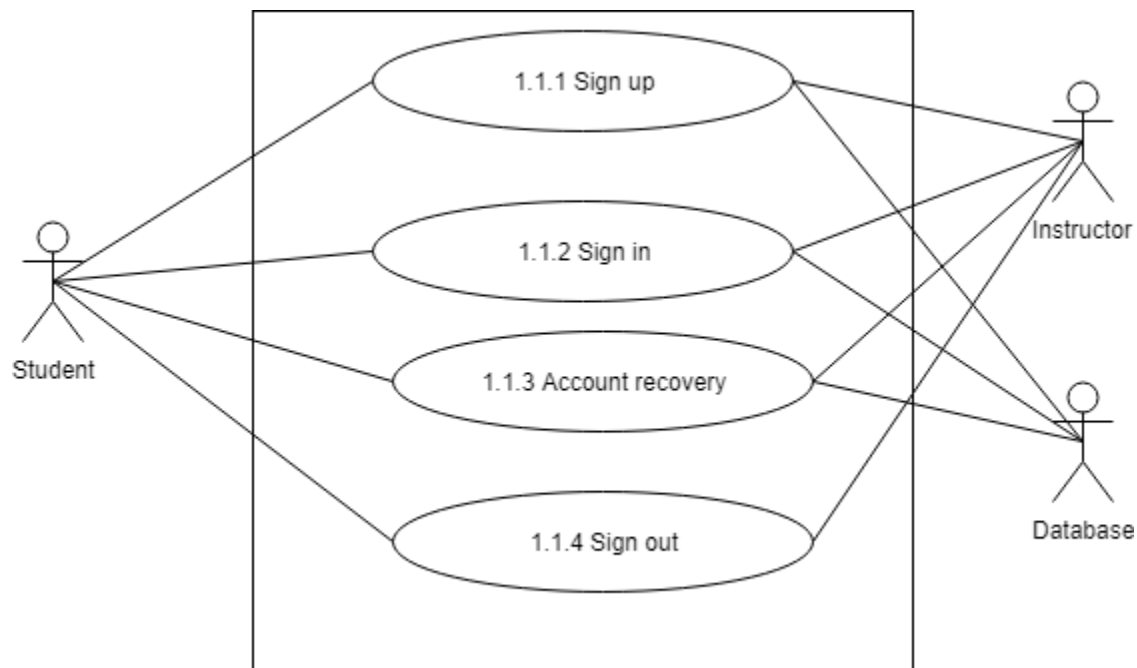 1.1.1 Sign up
Instructor
1.1.2 Sign in
Student
1.1.3 Account recovery
Database
1.1.4 Sign out